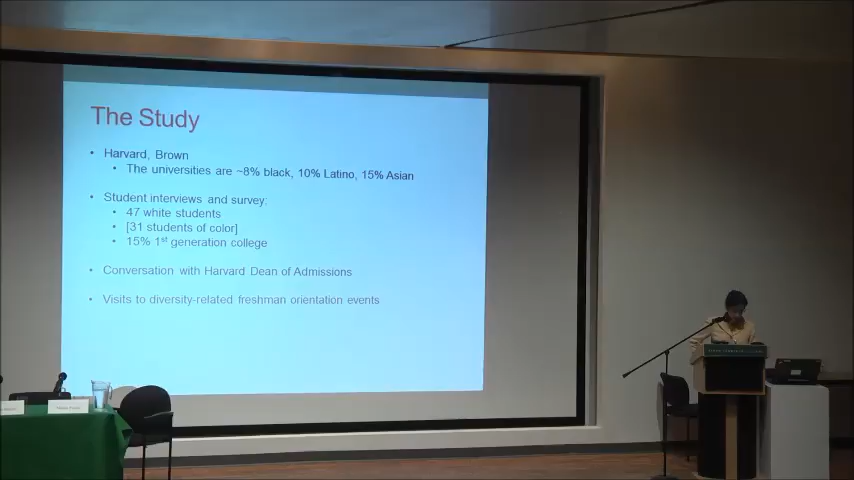 The Study
• Harvard, Brown
• The universities are ~8% black, 10% Latino, 15% Asian
• Student interviews and survey:
• 47 white students
• [31 students of color]
• 15% 1st generation college
• Conversation with Harvard Dean of Admissions
• Visits to diversity-related freshman orientation events